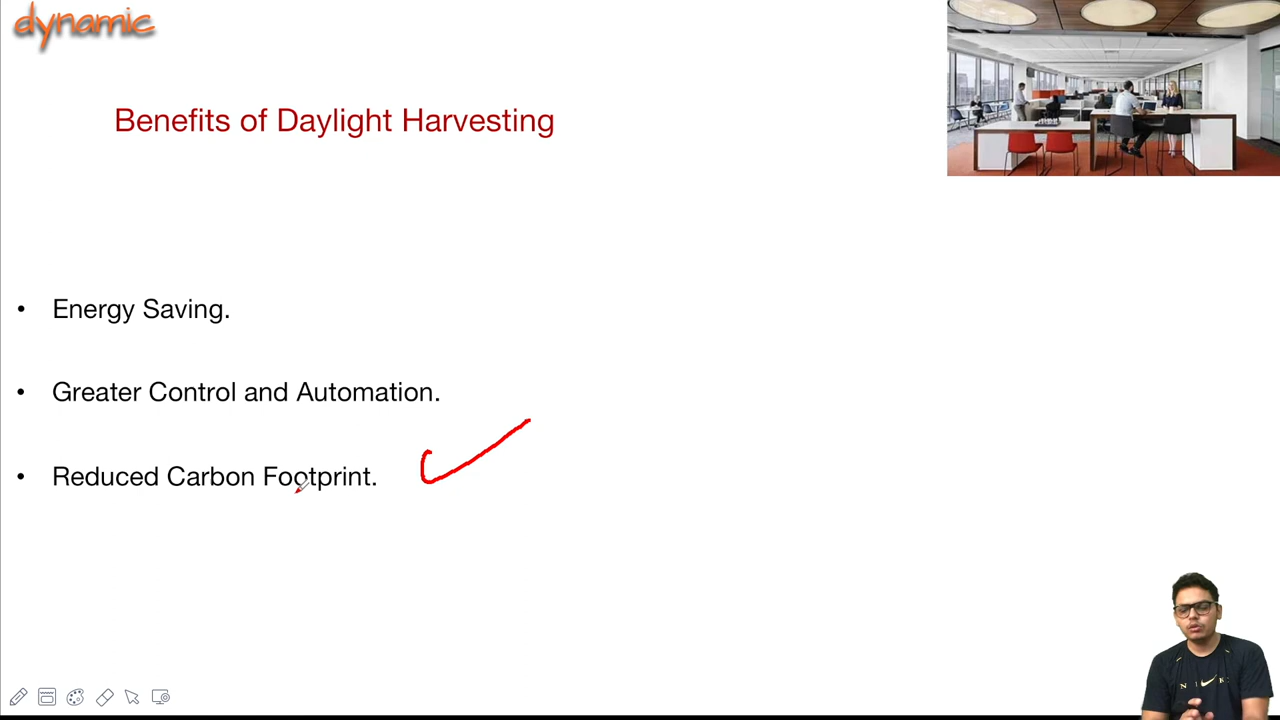 dynamic
Benefits of Daylight Harvesting
• Energy Saving.
• Greater Control and Automation.
• Reduced Carbon Footprint.
N I K